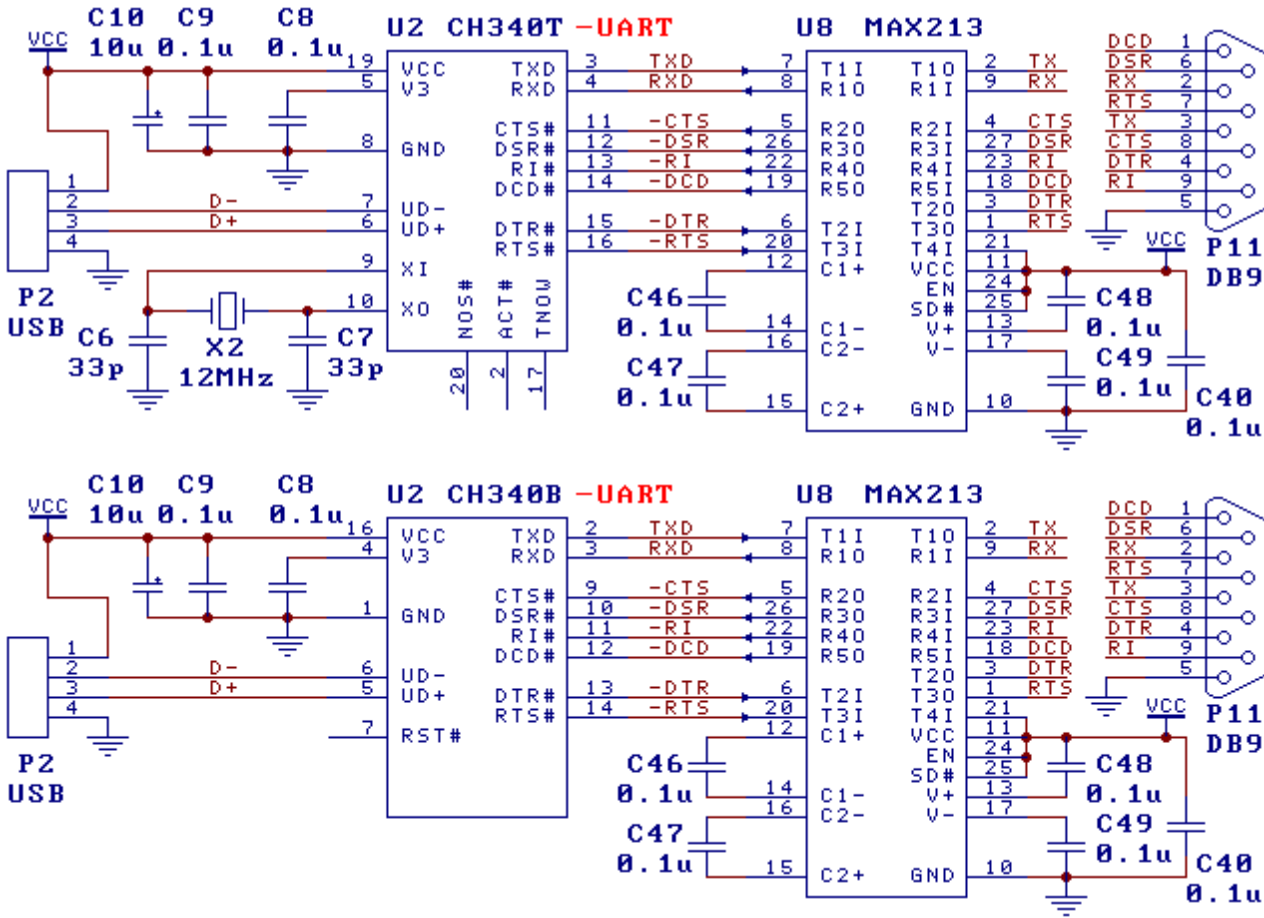 C10 C9 C8 U2 CH340T -UART U8 MAX213
VCC 10u 0.1u 0.1u
19 VCC TXD 3 TXD 7 T1I T1O 2 TX DCD 1
5 V3 RXD 4 RXD 8 R1O R1I 9 RX DSR 6
RX 2
RTS 7
CTS# 11 -CTS 5 R2O R2I 4 CTS TX 3
8 GND DSR# 12 -DSR 26 R3O R3I 27 DSR CTS 8
RI# 13 -RI 22 R4O R4I 23 RI DTR 4
1 DCD# 14 -DCD 19 R5O R5I 18 DCD RI 9
2 D- 7 UD- T2O 3 DTR 5
3 D+ 6 UD+ DTR# 15 -DTR 6 T2I T3O 1 RTS
4 RTS# 16 -RTS 20 T3I T4I 21 VCC P11
9 XI 12 C1+ VCC 11 DB9
P2 NOS# ACT# TNOW C46 EN 24 C48
USB 10 XO 0.1u SD# 25 0.1u
C6 X2 C7 14 C1- V+ 13
33p 12MHz 33p 16 C2- V- 17 C49
20 2 17 C47 0.1u
0.1u 15 C2+ GND 10 C40
0.1u
C10 C9 C8 U2 CH340B -UART U8 MAX213
VCC 10u 0.1u 0.1u
16 VCC TXD 2 TXD 7 T1I T1O 2 TX DCD 1
4 V3 RXD 3 RXD 8 R1O R1I 9 RX DSR 6
RX 2
RTS 7
CTS# 9 -CTS 5 R2O R2I 4 CTS TX 3
1 GND DSR# 10 -DSR 26 R3O R3I 27 DSR CTS 8
RI# 11 -RI 22 R4O R4I 23 RI DTR 4
1 DCD# 12 -DCD 19 R5O R5I 18 DCD RI 9
2 D- 6 UD- T2O 3 DTR 5
3 D+ 5 UD+ DTR# 13 -DTR 6 T2I T3O 1 RTS
4 RTS# 14 -RTS 20 T3I T4I 21 VCC P11
7 RST# 12 C1+ VCC 11 DB9
P2 C46 EN 24 C48
USB 0.1u SD# 25 0.1u
14 C1- V+ 13
16 C2- V- 17 C49
C47 0.1u
0.1u 15 C2+ GND 10 C40
0.1u